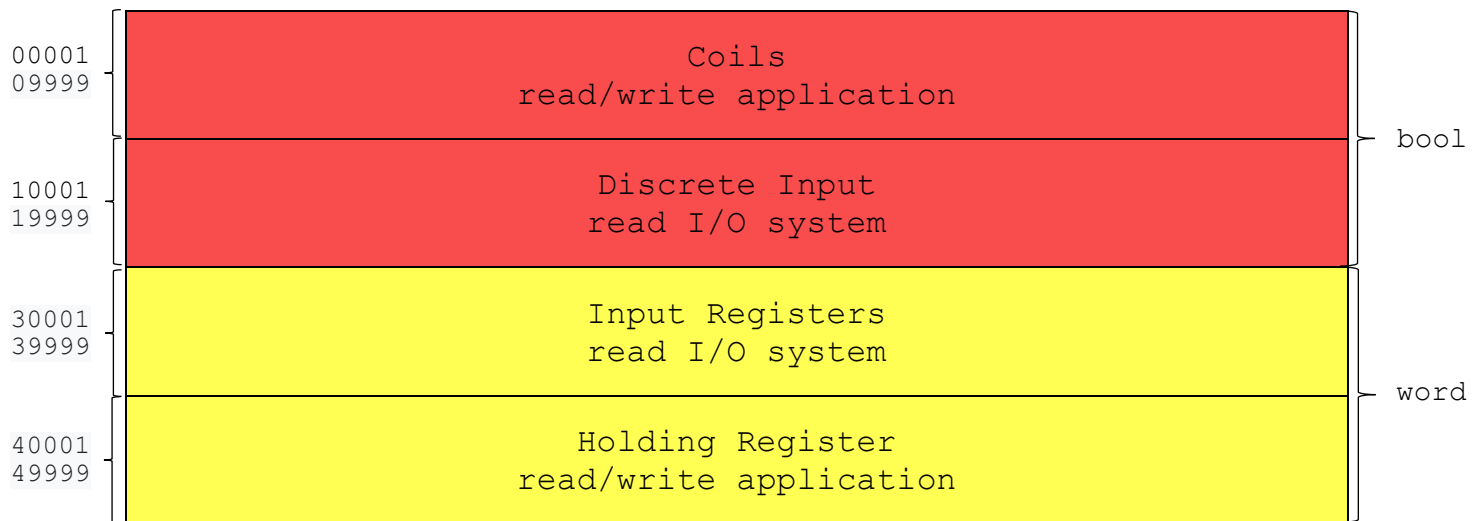 00001
09999
Coils
read/write application
bool
10001
19999
Discrete Input
read I/O system
30001
39999
Input Registers
read I/O system
word
40001
49999
Holding Register
read/write application